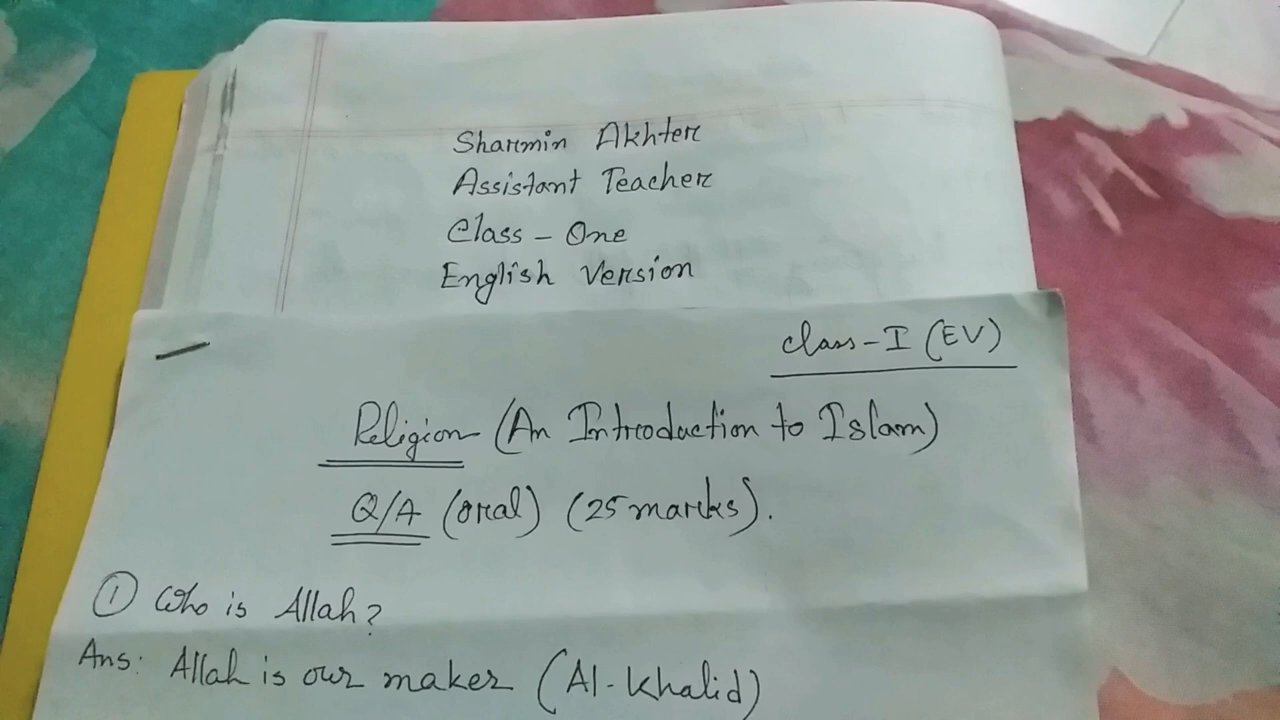 Sharmin Akhter
Assistant Teacher
Class - One
English Version
Class - I (EV)
Religion (An Introduction to Islam)
Q/A (oral) (25 marks).
① Who is Allah?
Ans: Allah is our maker (Al-Khalid)